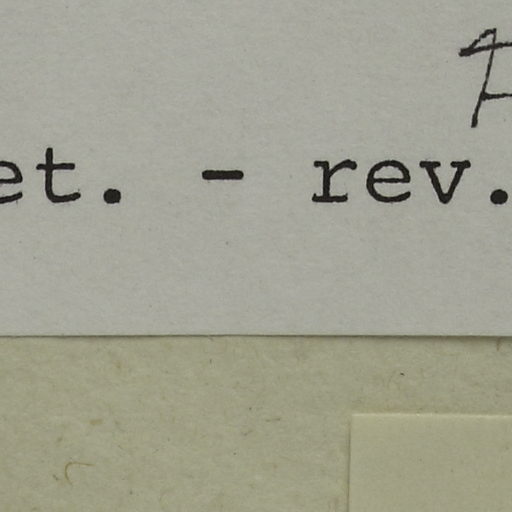 et. - rev.